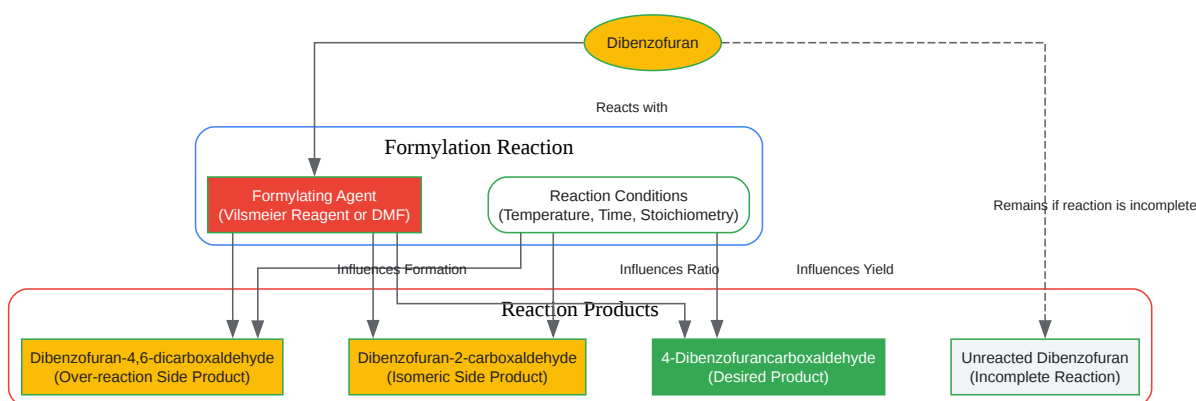 Dibenzofuran
Reacts with
Formylation Reaction
Formylating Agent
(Vilsmeier Reagent or DMF)
Reaction Conditions
(Temperature, Time, Stoichiometry)
Remains if reaction is incomplete
Influences Formation
Influences Ratio
Influences Yield
Reaction Products
Dibenzofuran-4,6-dicarboxaldehyde
(Over-reaction Side Product)
Dibenzofuran-2-carboxaldehyde
(Isomeric Side Product)
4-Dibenzofurancarboxaldehyde
(Desired Product)
Unreacted Dibenzofuran
(Incomplete Reaction)